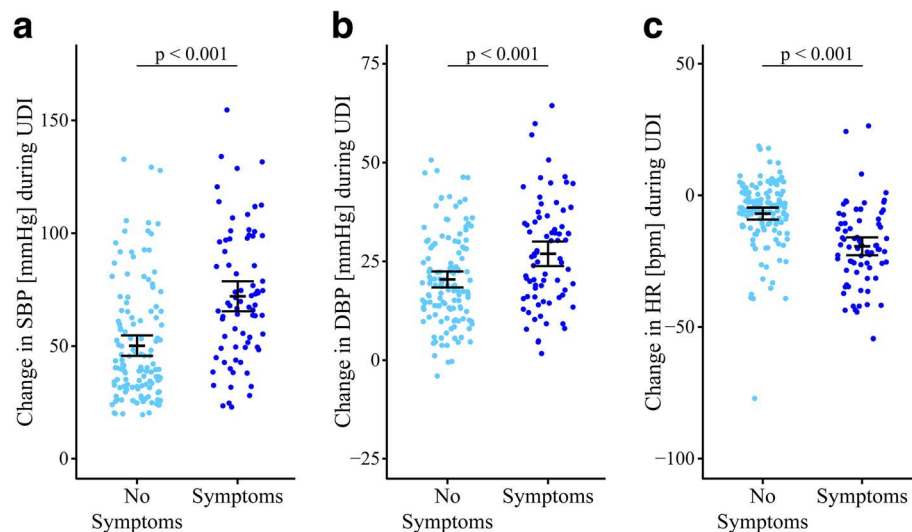 a
p < 0.001
Change in SBP [mmHg] during UDI
150
100
50
0
No Symptoms
Symptoms
b
p < 0.001
Change in DBP [mmHg] during UDI
75
50
25
0
−25
No Symptoms
Symptoms
c
p < 0.001
Change in HR [bpm] during UDI
50
0
−50
−100
No Symptoms
Symptoms